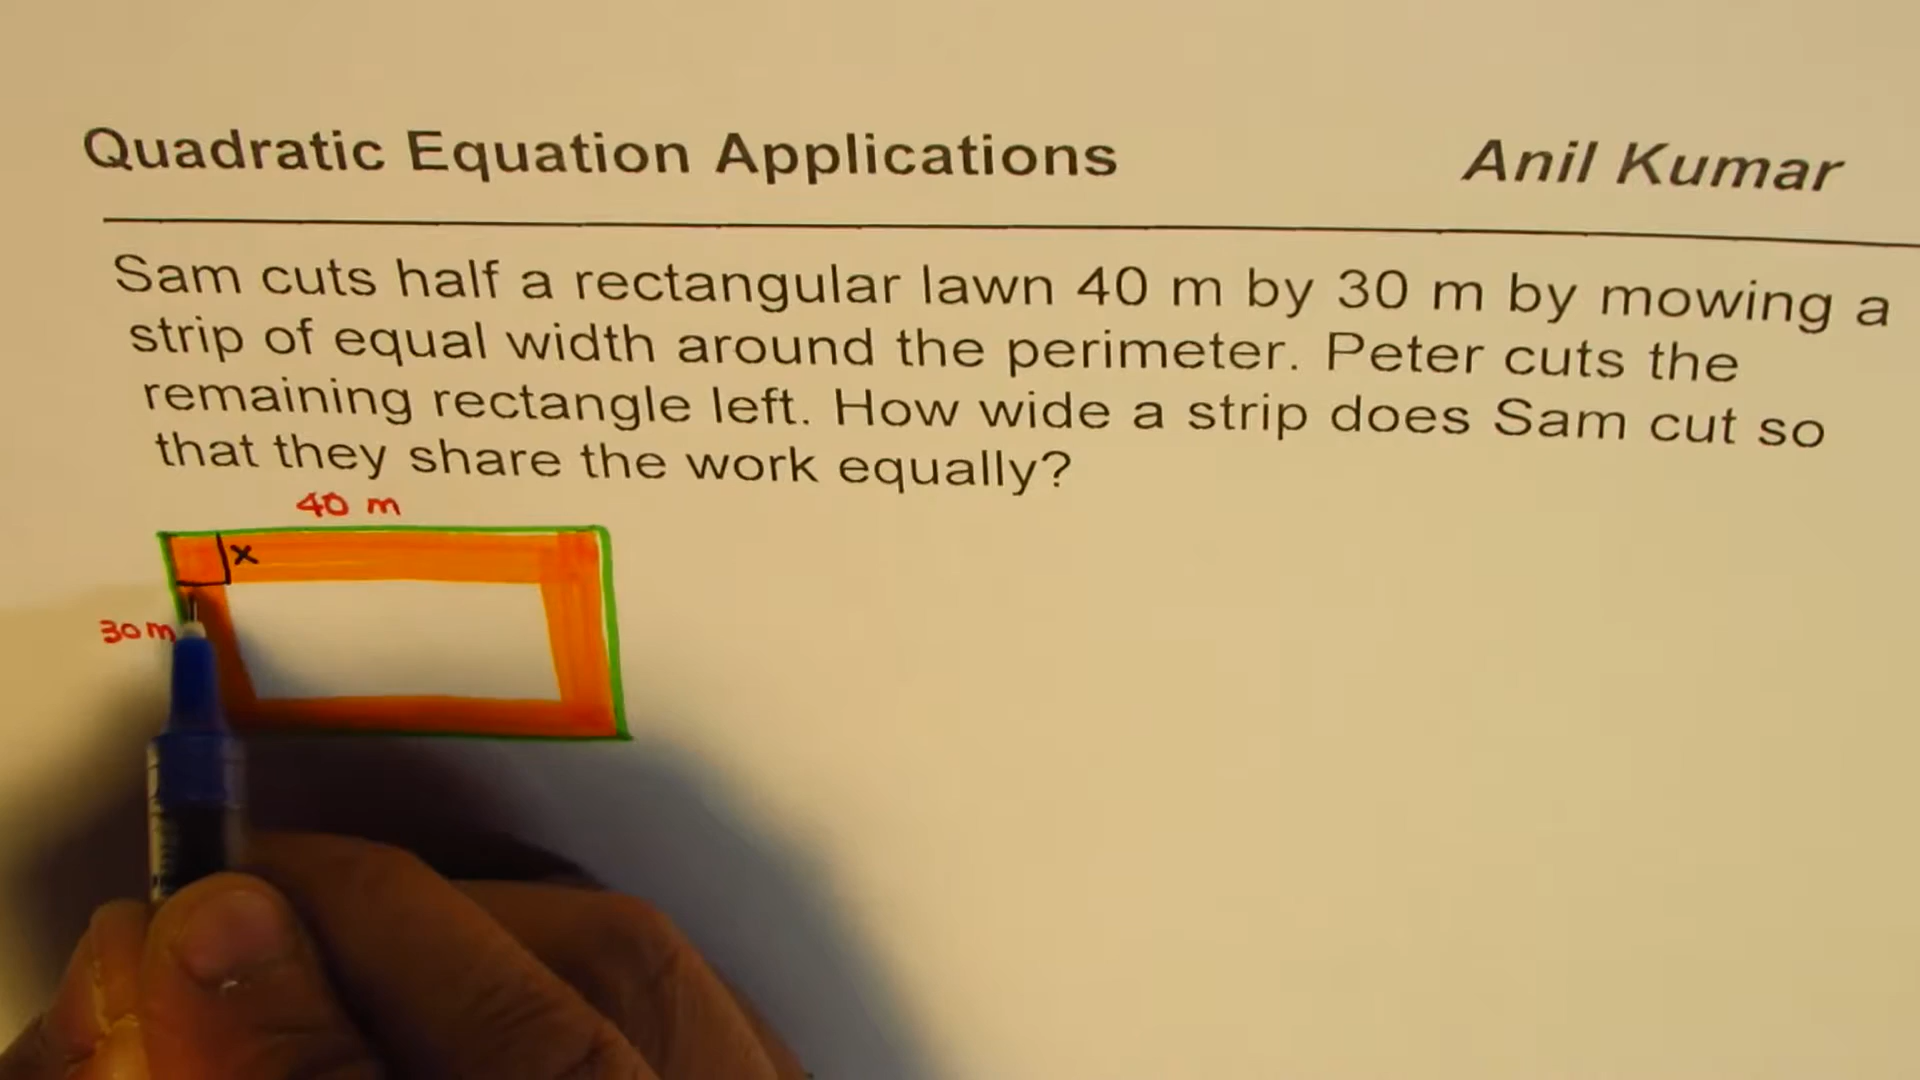 Quadratic Equation Applications Anil Kumar
Sam cuts half a rectangular lawn 40 m by 30 m by mowing a
strip of equal width around the perimeter. Peter cuts the
remaining rectangle left. How wide a strip does Sam cut so
that they share the work equally?
40 m
x
30 m